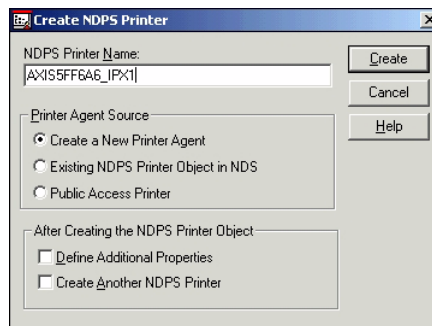 Create NDPS Printer
NDPS Printer Name:
AXIS5FF6A6_IPX1
Create
Cancel
Help
Printer Agent Source
Create a New Printer Agent
Existing NDPS Printer Object in NDS
Public Access Printer
After Creating the NDPS Printer Object
Define Additional Properties
Create Another NDPS Printer